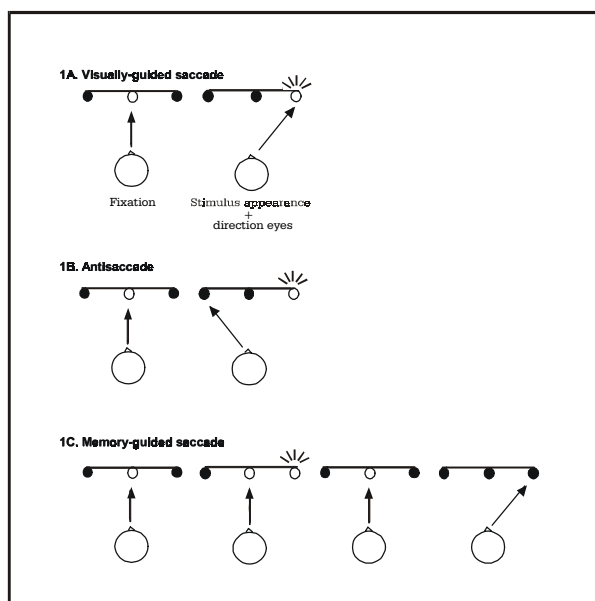 1A. Visually-guided saccade
Fixation
Stimulus appearance
+
direction eyes
1B. Antisaccade
1C. Memory-guided saccade